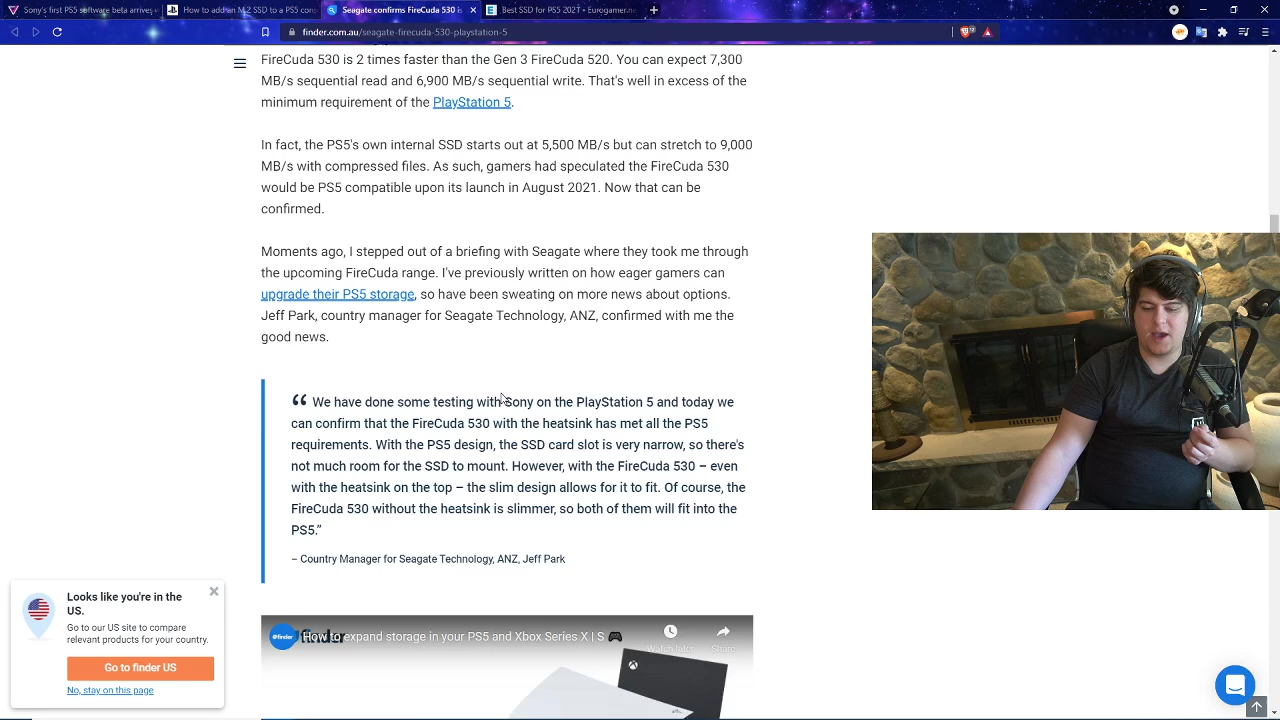 Sony's first PS5 software beta arrives
How to add an M.2 SSD to a PS5 con
Seagate confirms FireCuda 530 is
Best SSD for PS5 2021 • Eurogamer.n
finder.com.au/seagate-firecuda-530-playstation-5
FireCuda 530 is 2 times faster than the Gen 3 FireCuda 520. You can expect 7,300
MB/s sequential read and 6,900 MB/s sequential write. That's well in excess of the
minimum requirement of the PlayStation 5.
In fact, the PS5's own internal SSD starts out at 5,500 MB/s but can stretch to 9,000
MB/s with compressed files. As such, gamers had speculated the FireCuda 530
would be PS5 compatible upon its launch in August 2021. Now that can be
confirmed.
Moments ago, I stepped out of a briefing with Seagate where they took me through
the upcoming FireCuda range. I've previously written on how eager gamers can
upgrade their PS5 storage, so have been sweating on more news about options.
Jeff Park, country manager for Seagate Technology, ANZ, confirmed with me the
good news.
“ We have done some testing with Sony on the PlayStation 5 and today we
can confirm that the FireCuda 530 with the heatsink has met all the PS5
requirements. With the PS5 design, the SSD card slot is very narrow, so there's
not much room for the SSD to mount. However, with the FireCuda 530 – even
with the heatsink on the top – the slim design allows for it to fit. Of course, the
FireCuda 530 without the heatsink is slimmer, so both of them will fit into the
PS5.”
– Country Manager for Seagate Technology, ANZ, Jeff Park
Looks like you're in the
US.
Go to our US site to compare
relevant products for your country.
Go to finder US
No, stay on this page
finder
How to expand storage in your PS5 and Xbox Series X | S
finder
Watch later
Share